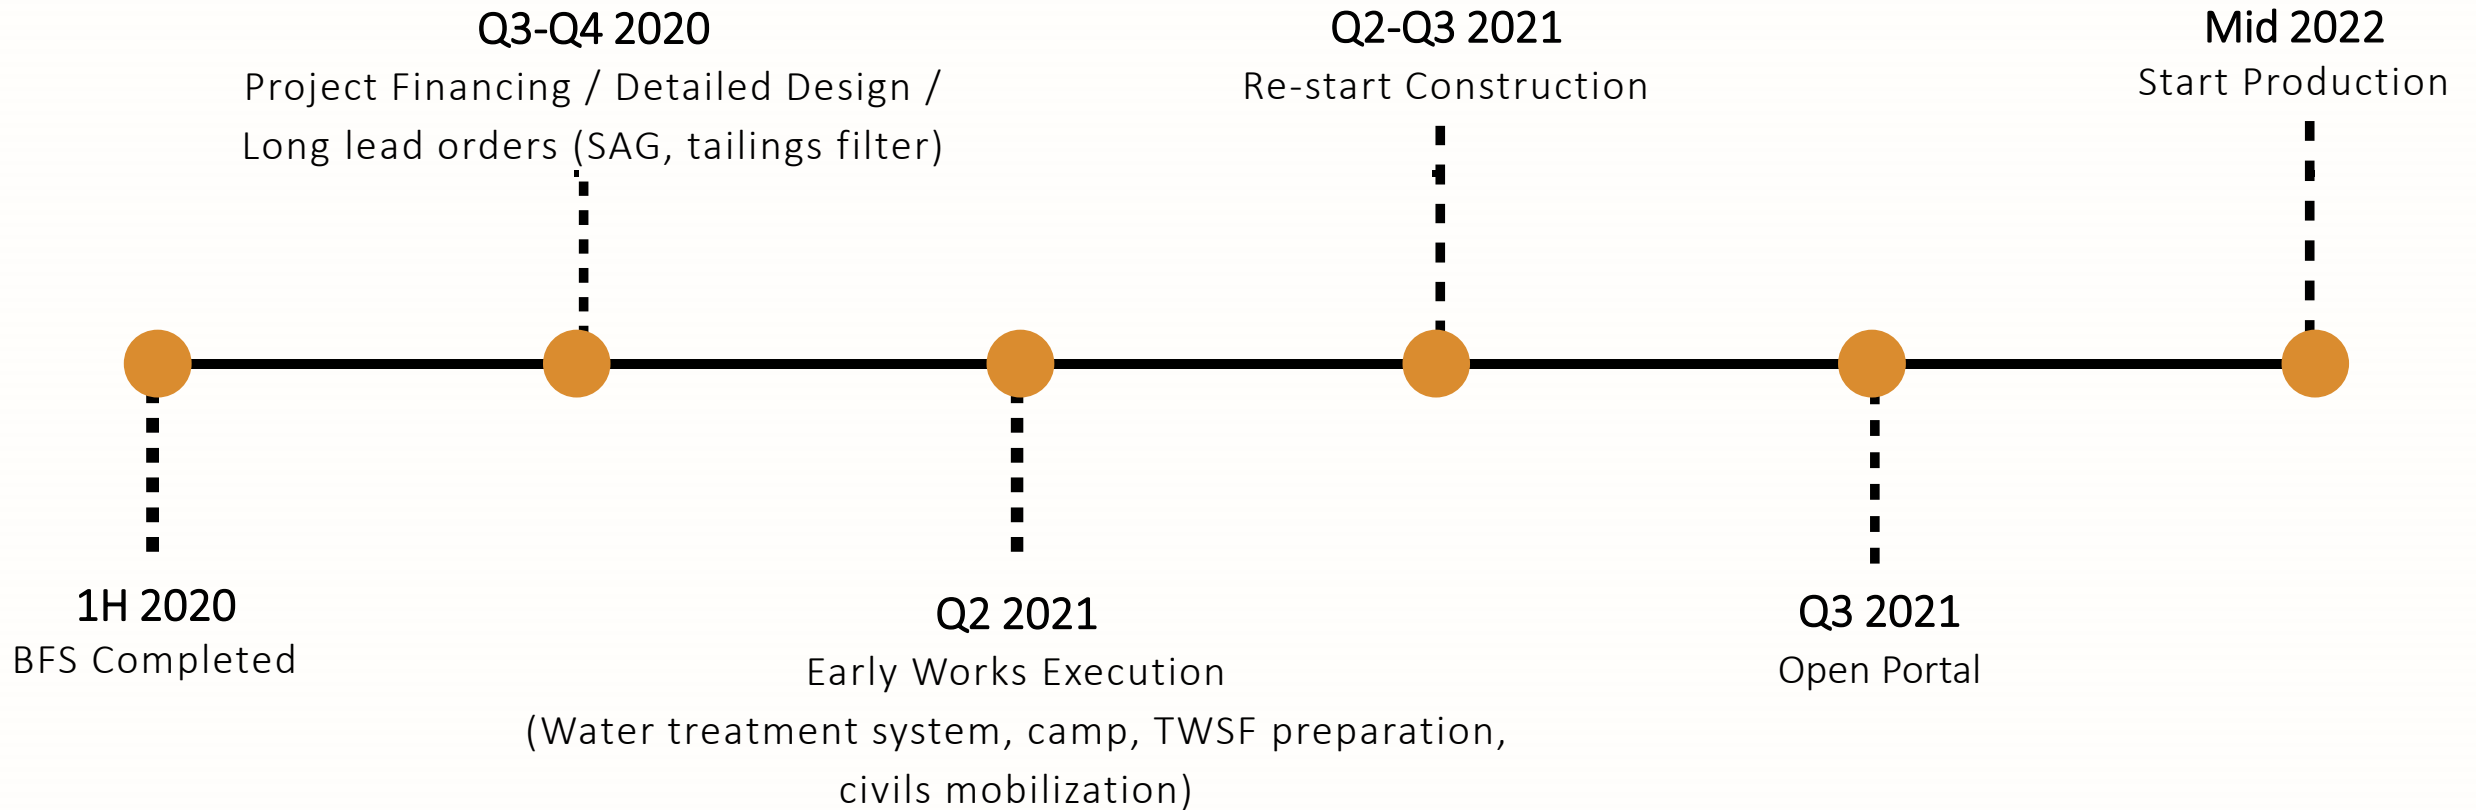 Q3-Q4 2020
Project Financing / Detailed Design /
Long lead orders (SAG, tailings filter)
Q2-Q3 2021
Re-start Construction
Mid 2022
Start Production
1H 2020
BFS Completed
Q2 2021
Early Works Execution
(Water treatment system, camp, TWSF preparation,
civils mobilization)
Q3 2021
Open Portal